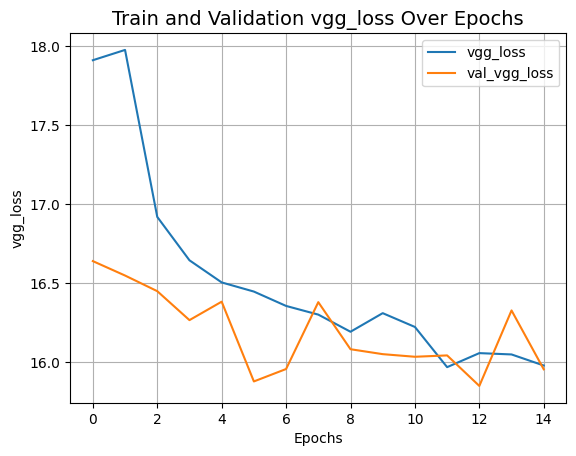 Train and Validation vgg_loss Over Epochs
vgg_loss
val_vgg_loss
18.0
17.5
17.0
16.5
16.0
vgg_loss
0 2 4 6 8 10 12 14
Epochs